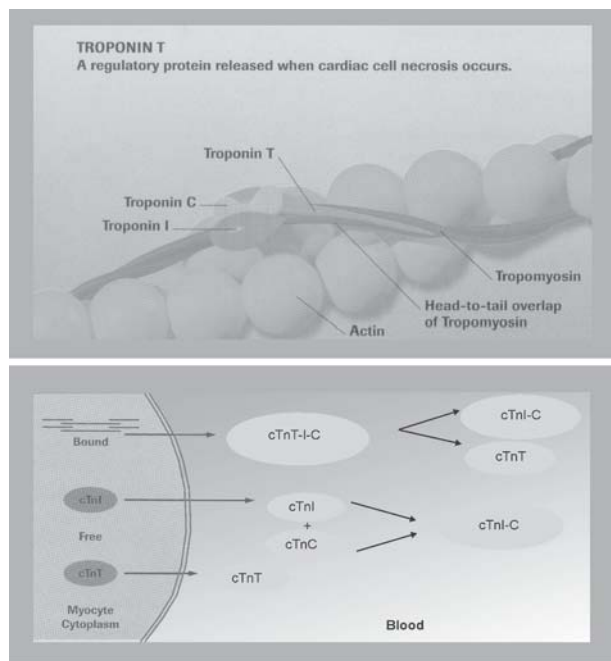 TROPONIN T
A regulatory protein released when cardiac cell necrosis occurs.
Troponin T
Troponin C
Troponin I
Tropomyosin
Head-to-tail overlap
of Tropomyosin
Actin
Bound
cTnT-I-C
cTnI-C
cTnT
cTnI
cTnI
+
cTnC
cTnI-C
Free
cTnT
cTnT
Myocyte
Cytoplasm
Blood